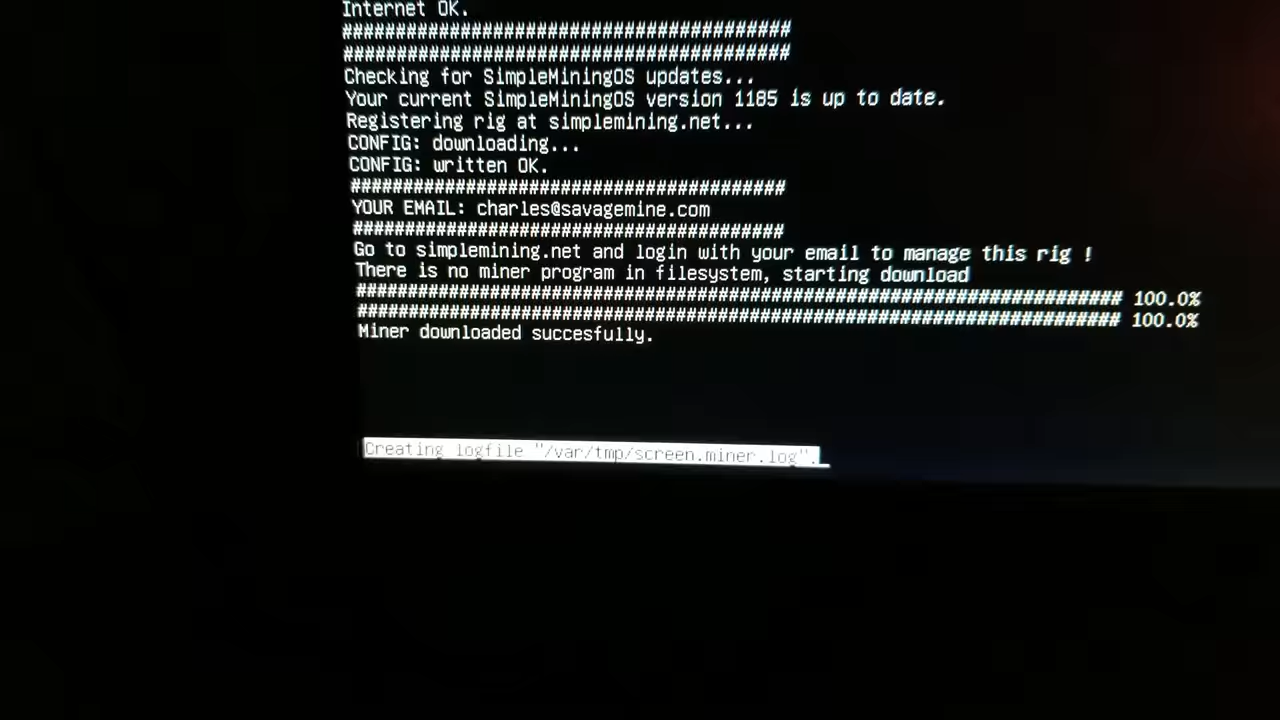 Internet OK.
###########################################
###########################################
Checking for SimpleMiningOS updates...
Your current SimpleMiningOS version 1185 is up to date.
Registering rig at simplemining.net...
CONFIG: downloading...
CONFIG: written OK.
###########################################
YOUR EMAIL: charles@savagemine.com
###########################################
Go to simplemining.net and login with your email to manage this rig !
There is no miner program in filesystem, starting download
######################################################################## 100.0%
######################################################################## 100.0%
Miner downloaded succesfully.
Creating logfile "/var/tmp/screen.miner.log".